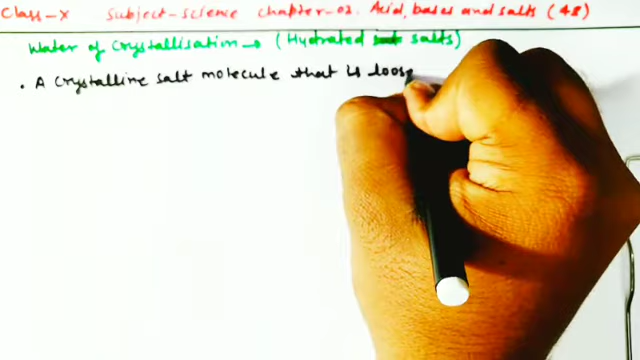 Class-X Subject-science chapter-02. Acid, bases and salts (48)
Water of Crystallisation → (Hydrated salts)
. A crystalline salt molecule that is loose